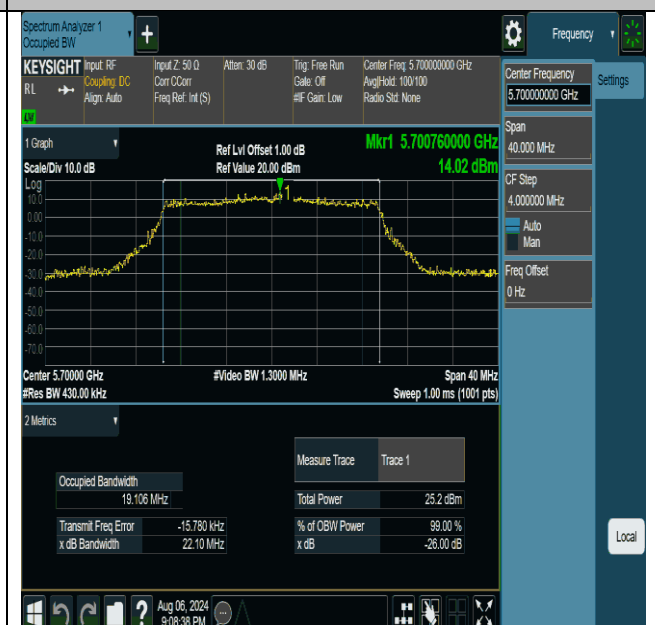 Spectrum Analyzer 1
Occupied BW
+
Frequency
KEYSIGHT
RL
Input: RF
Coupling: DC
Align: Auto
Input Z: 50 Ω
Corr CCorr
Freq Ref: Int (S)
Atten: 30 dB
Trig: Free Run
Gate: Off
#IF Gain: Low
Center Freq: 5.700000000 GHz
Avg|Hold: 100/100
Radio Std: None
Center Frequency
5.700000000 GHz
Settings
Span
40.000 MHz
CF Step
4.000000 MHz
Auto
Man
Freq Offset
0 Hz
Local
1 Graph
Scale/Div 10.0 dB
Ref Lvl Offset 1.00 dB
Ref Value 20.00 dBm
Mkr1 5.700760000 GHz
14.02 dBm
Log
10.0
0.00
-10.0
-20.0
-30.0
-40.0
-50.0
-60.0
-70.0
1
Center 5.70000 GHz
#Res BW 430.00 kHz
#Video BW 1.3000 MHz
Span 40 MHz
Sweep 1.00 ms (1001 pts)
2 Metrics
Measure Trace Trace 1
Occupied Bandwidth
19.106 MHz
Total Power 25.2 dBm
Transmit Freq Error -15.780 kHz
% of OBW Power 99.00 %
x dB Bandwidth 22.10 MHz
x dB -26.00 dB
?
Aug 06, 2024
9:08:38 PM